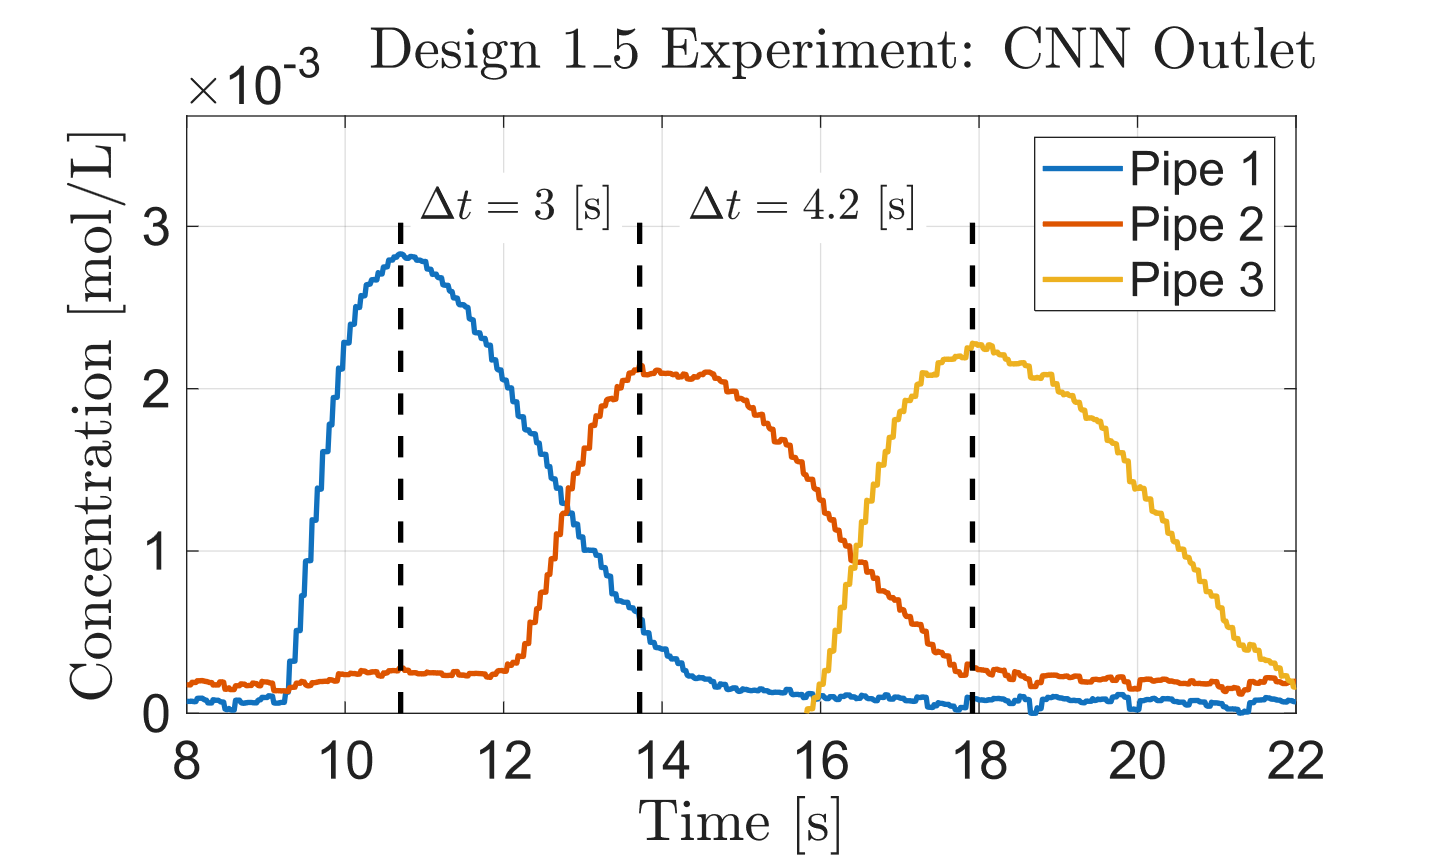 Design 1_5 Experiment: CNN Outlet
×10-3
Concentration [mol/L]
Δt = 3 [s]
Δt = 4.2 [s]
Pipe 1
Pipe 2
Pipe 3
3
2
1
0
8 10 12 14 16 18 20 22
Time [s]